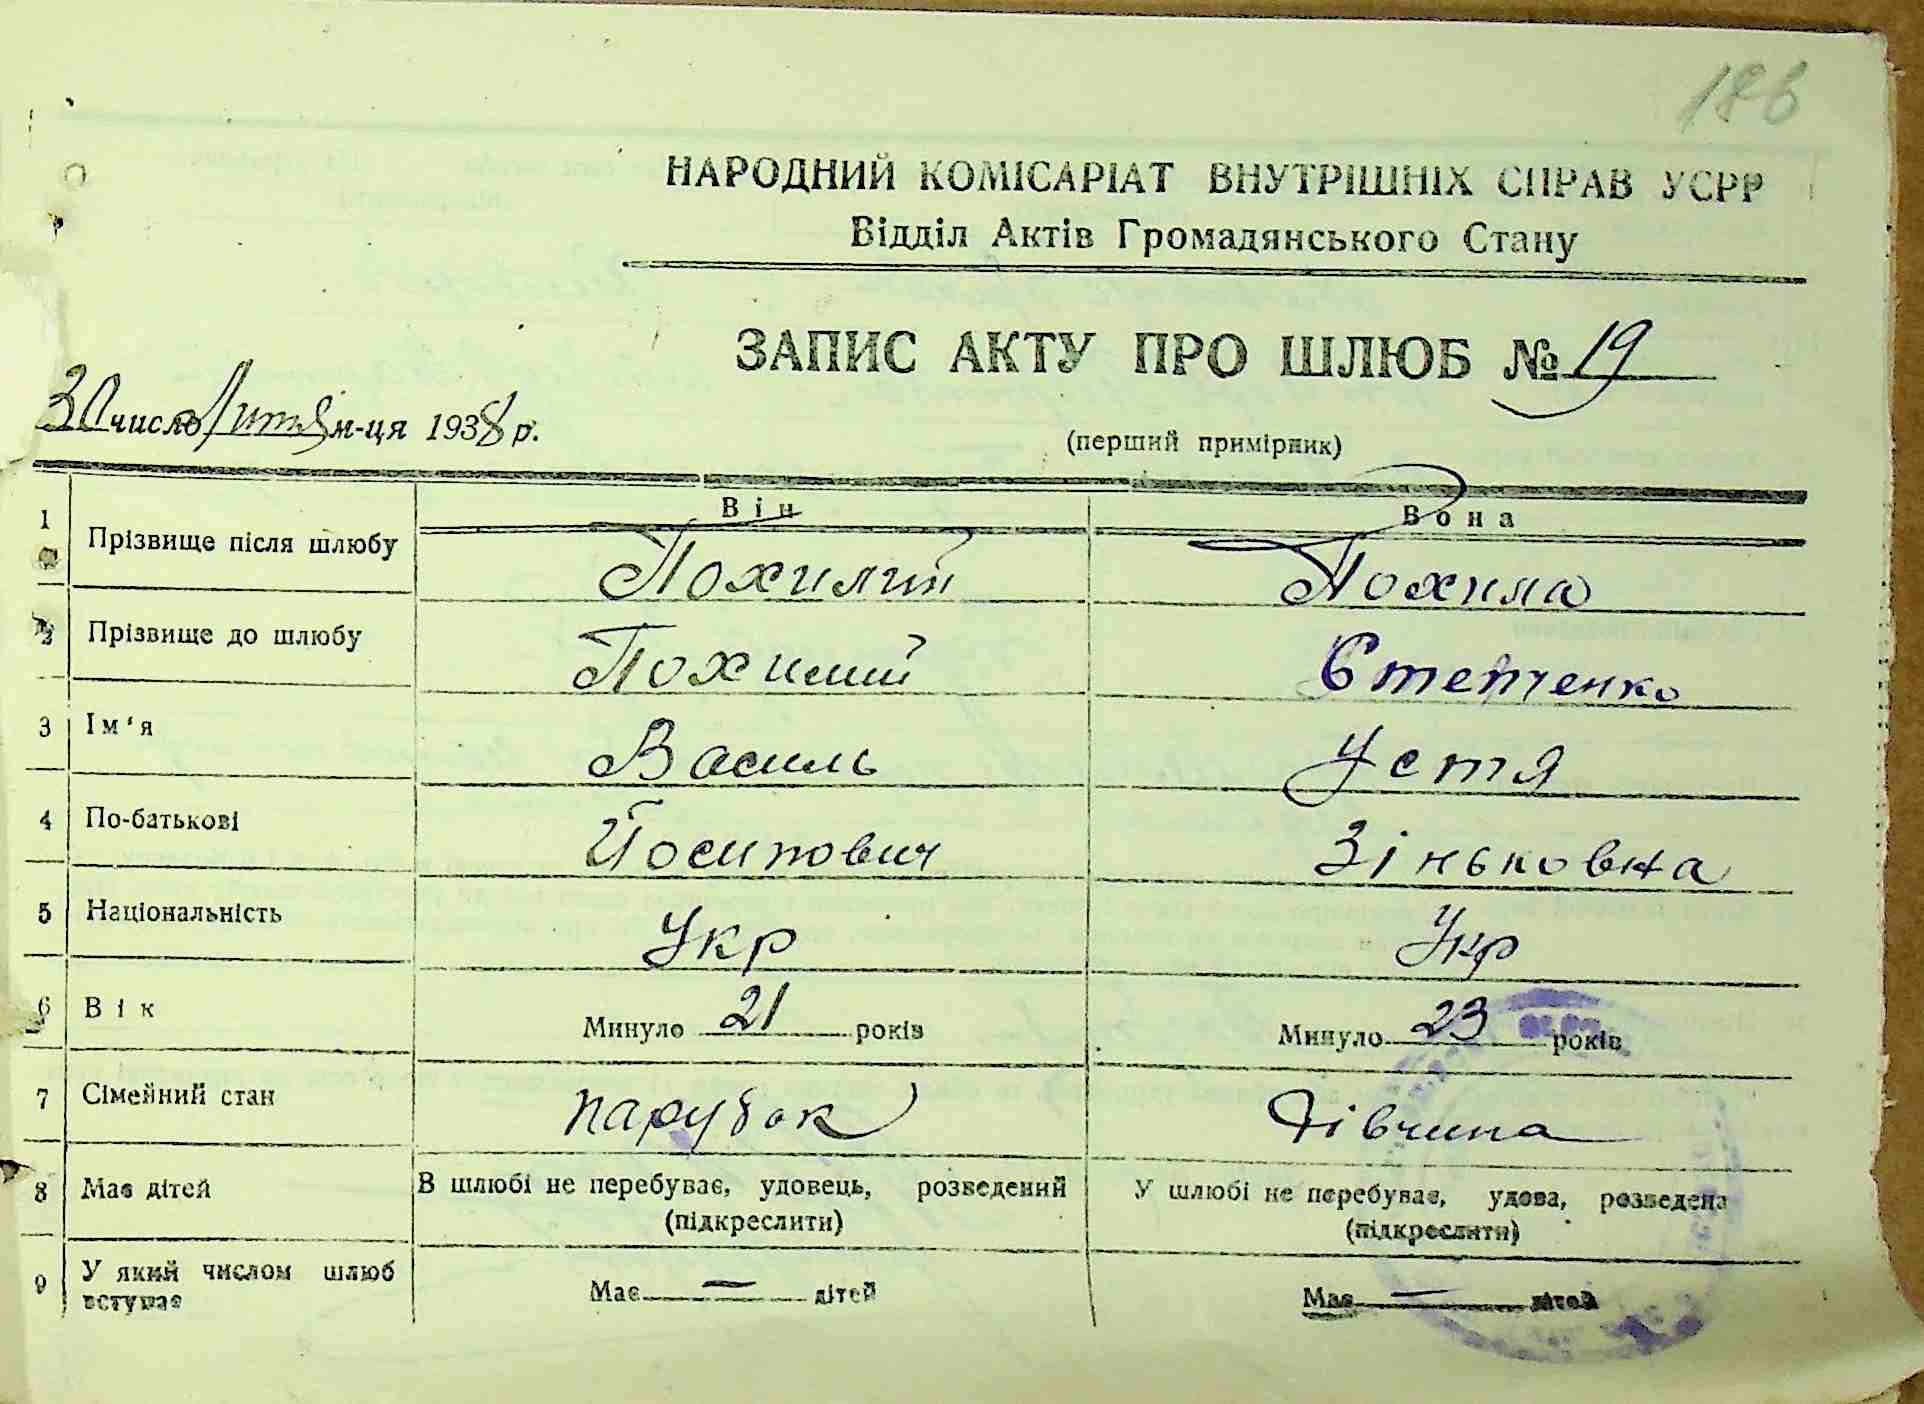 186
НАРОДНИЙ КОМІСАРІАТ ВНУТРІШНІХ СПРАВ УСРР
Відділ Актів Громадянського Стану
ЗАПИС АКТУ ПРО ШЛЮБ № 19
30 число м-ця 1938 р.
(перший примірник)
Він Вона
1 Прізвище після шлюбу Похилий Похила
2 Прізвище до шлюбу Похилий Степченко
3 Ім'я Василь Устя
4 По-батькові Йосипович Зіньковна
5 Національність Укр Укр
6 Вік Минуло 21 років Минуло 23 років
7 Сімейний стан парубок дівчина
8 Має дітей В шлюбі не перебуває, удовець, розведений У шлюбі не перебуває, удова, розведена
(підкреслити) (підкреслити)
9 У який числом шлюб Має — дітей Має — дітей
вступає